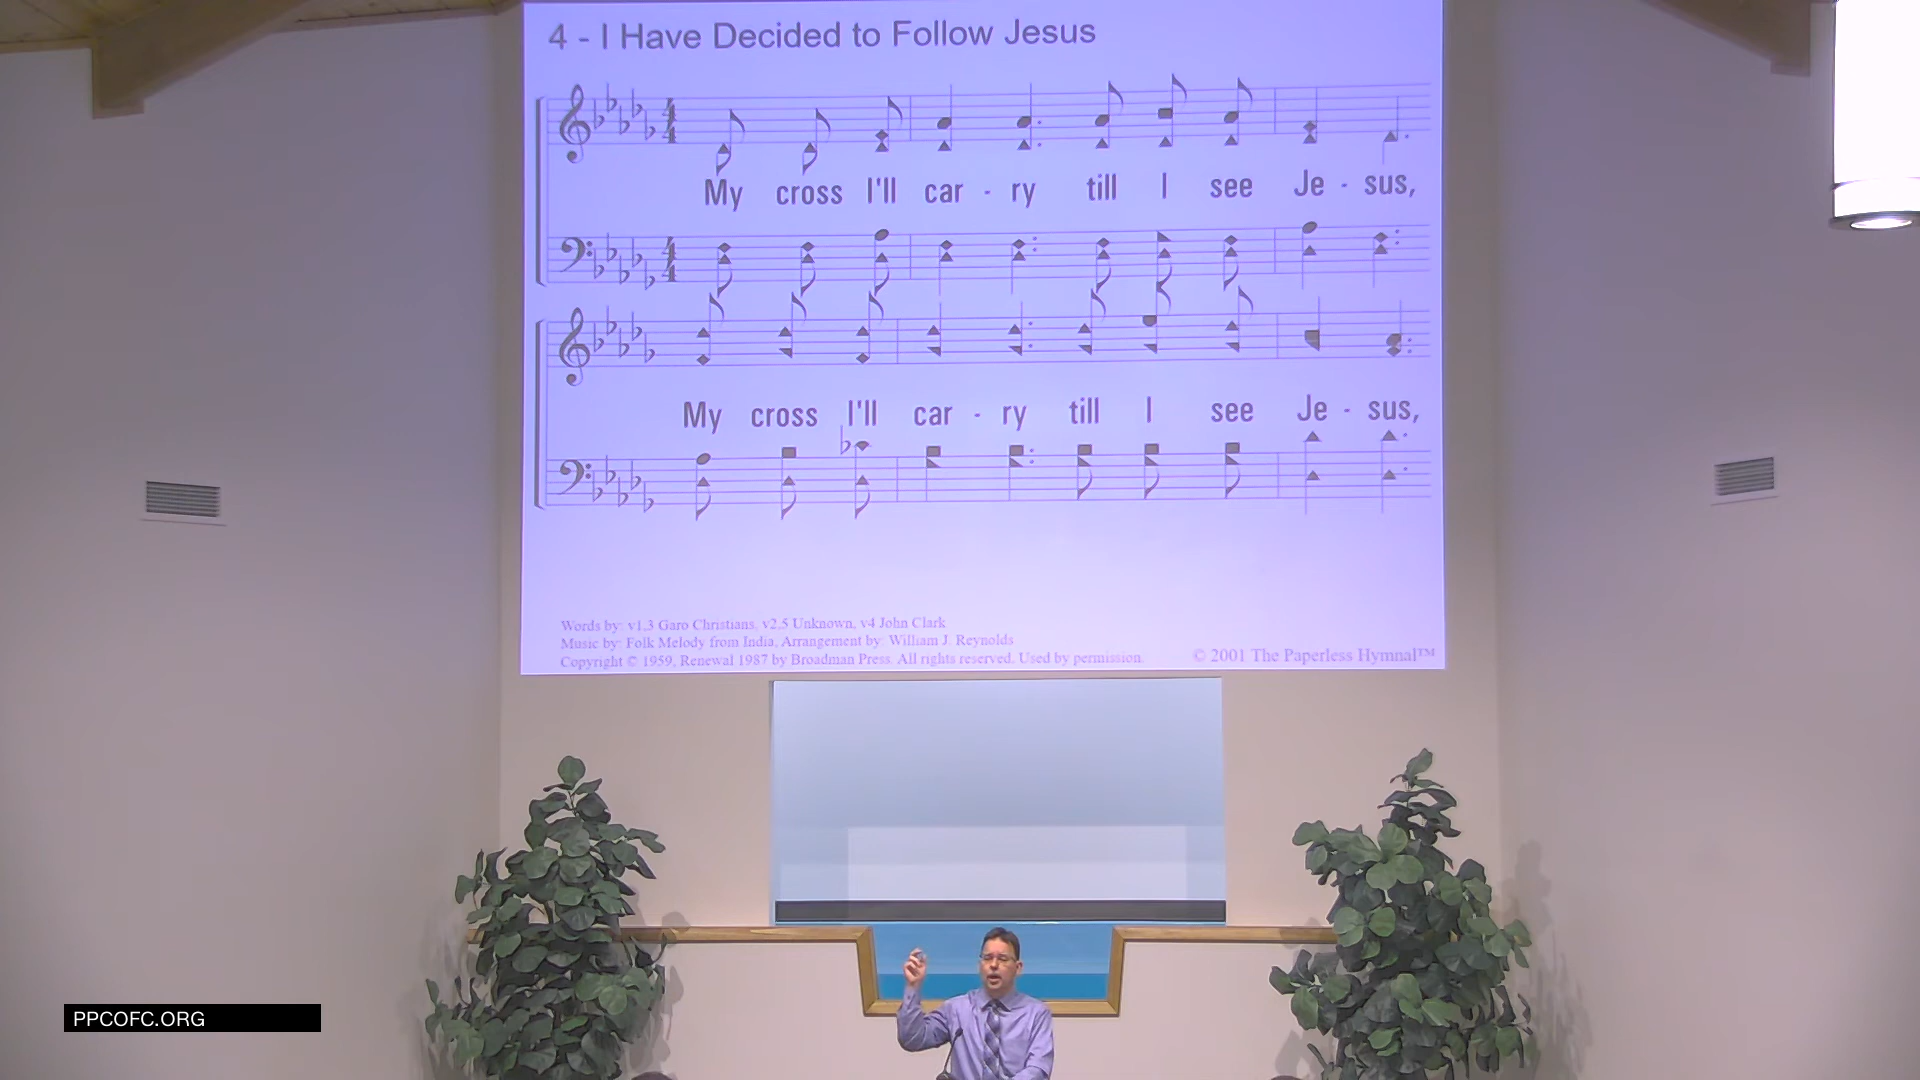 4 - I Have Decided to Follow Jesus
My cross I'll car - ry till I see Je - sus,
My cross I'll car - ry till I see Je - sus,
Words by: v1,3 Garo Christians, v2,5 Unknown, v4 John Clark
Music by: Folk Melody from India, Arrangement by: William J. Reynolds
Copyright © 1959, Renewal 1987 by Broadman Press. All rights reserved. Used by permission.
© 2001 The Paperless Hymnal™
PPCOFC.ORG